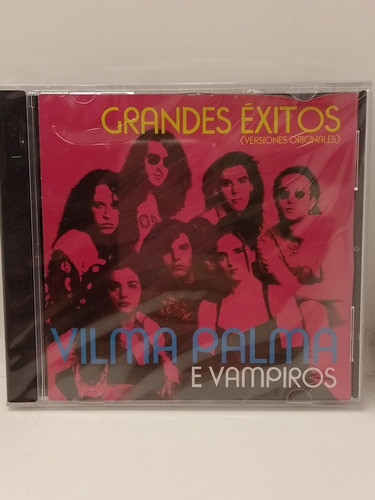 GRANDES ÉXITOS
(VERSIONES ORIGINALES)
VILMA PALMA
E VAMPIROS